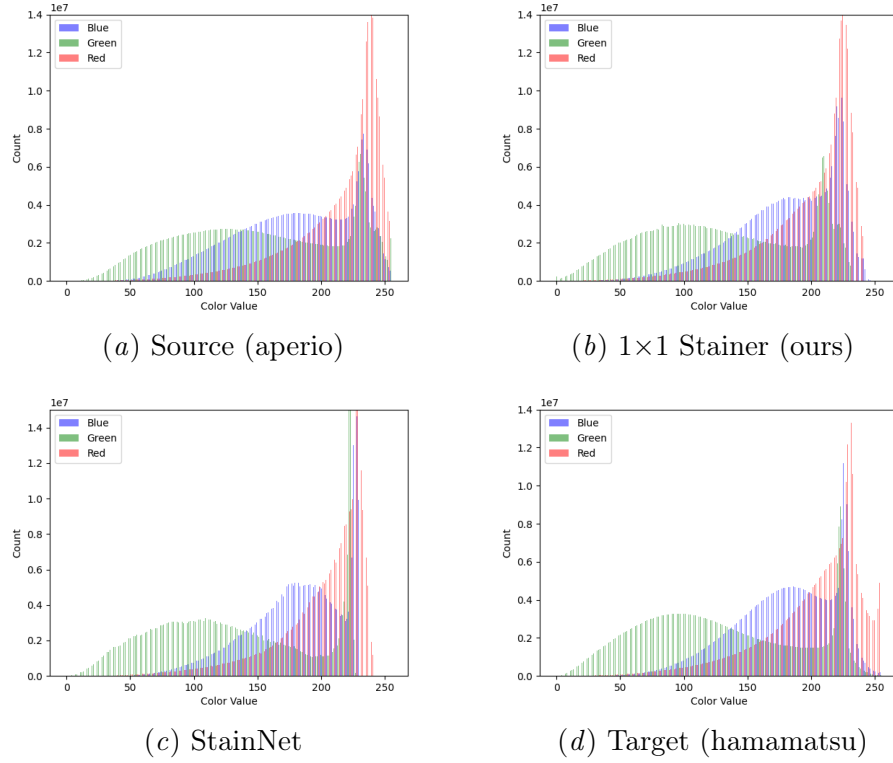 1e7
1.4
1.2
1.0
0.8
0.6
0.4
0.2
0.0
Count
Blue
Green
Red
0 50 100 150 200 250
Color Value
(a) Source (aperio)
1e7
1.4
1.2
1.0
0.8
0.6
0.4
0.2
0.0
Count
Blue
Green
Red
0 50 100 150 200 250
Color Value
(b) 1×1 Stainer (ours)
1e7
1.4
1.2
1.0
0.8
0.6
0.4
0.2
0.0
Count
Blue
Green
Red
0 50 100 150 200 250
Color Value
(c) StainNet
1e7
1.4
1.2
1.0
0.8
0.6
0.4
0.2
0.0
Count
Blue
Green
Red
0 50 100 150 200 250
Color Value
(d) Target (hamamatsu)